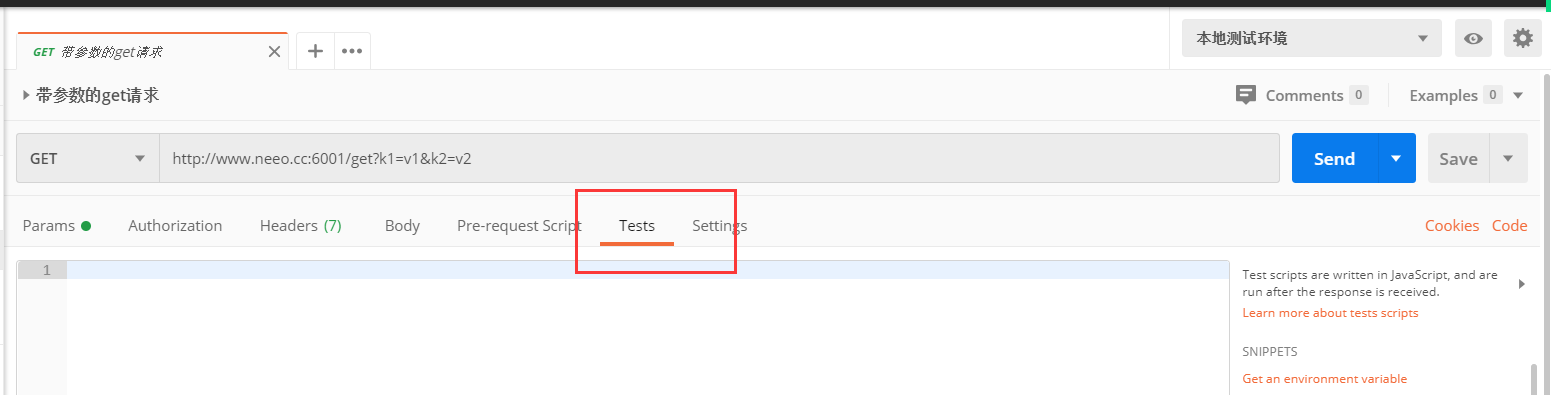 GET 带参数的get请求
本地测试环境
带参数的get请求
Comments 0
Examples 0
GET
http://www.neeo.cc:6001/get?k1=v1&k2=v2
Send
Save
Params
Authorization
Headers (7)
Body
Pre-request Script
Tests
Settings
Cookies
Code
1
Test scripts are written in JavaScript, and are
run after the response is received.
Learn more about tests scripts
SNIPPETS
Get an environment variable